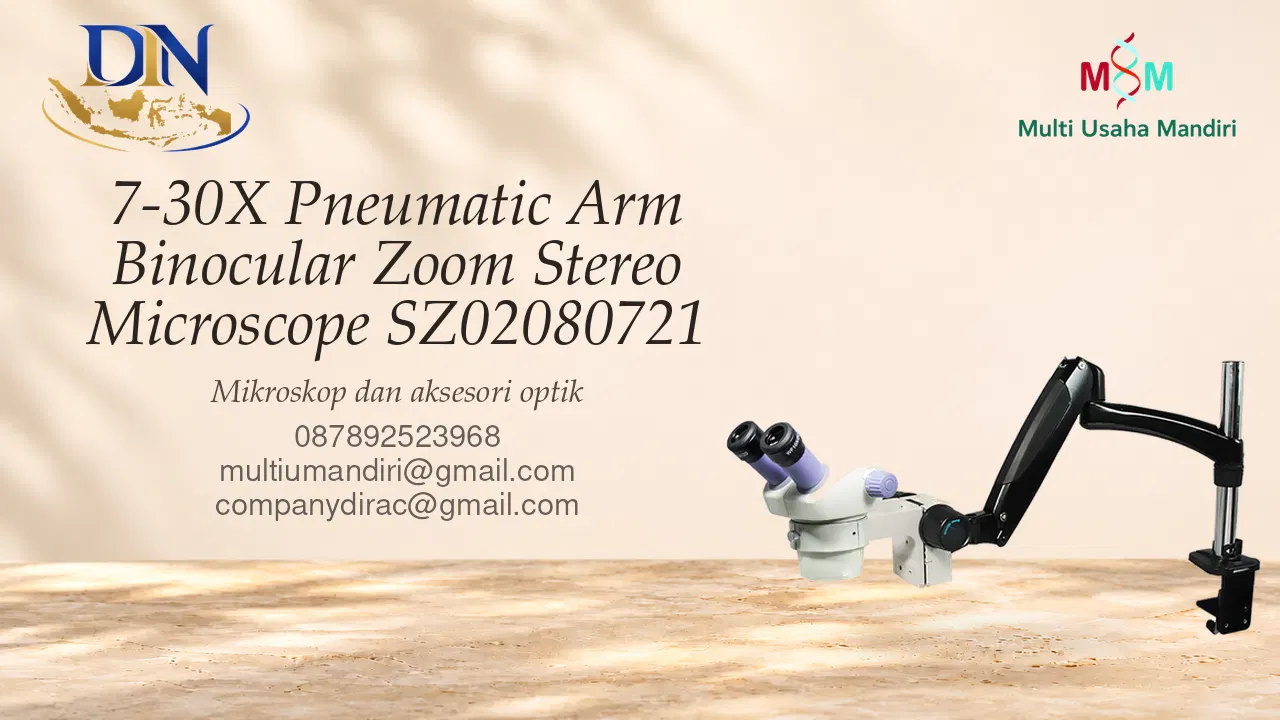 DIN
M M
Multi Usaha Mandiri
7-30X Pneumatic Arm
Binocular Zoom Stereo
Microscope SZ02080721
Mikroskop dan aksesori optik
087892523968
multiumandiri@gmail.com
companydirac@gmail.com